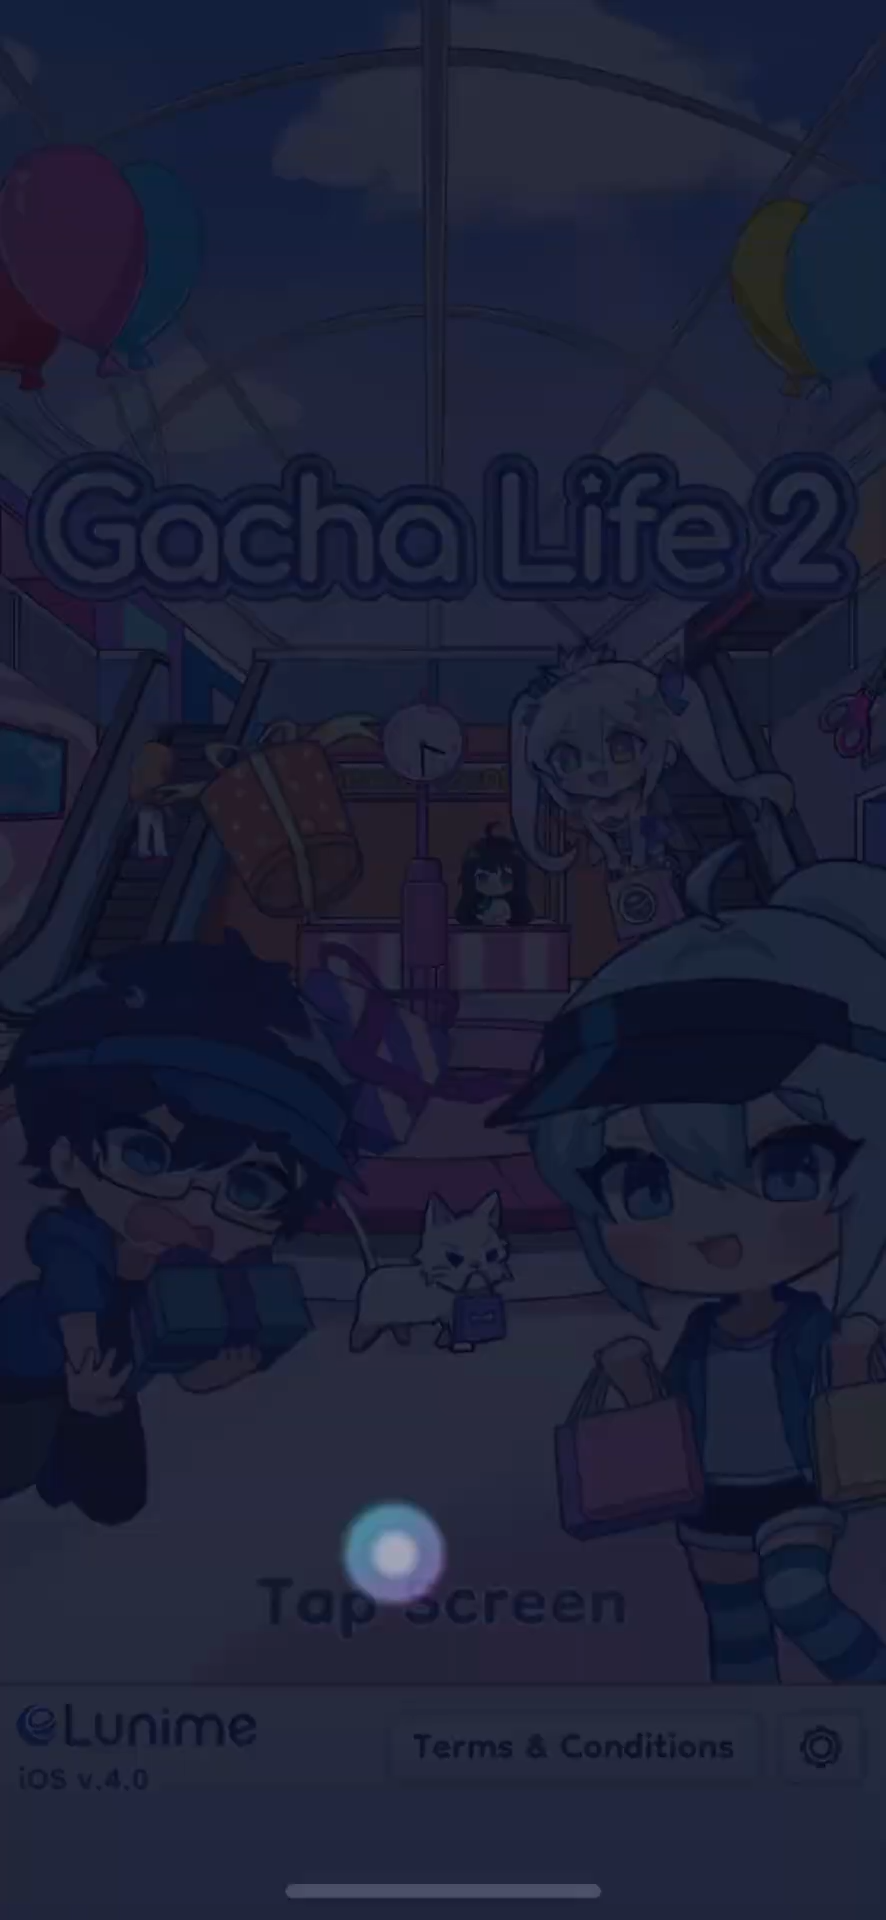 Gacha Life 2
Tap Screen
Lunime
Terms & Conditions
iOS v.4.0